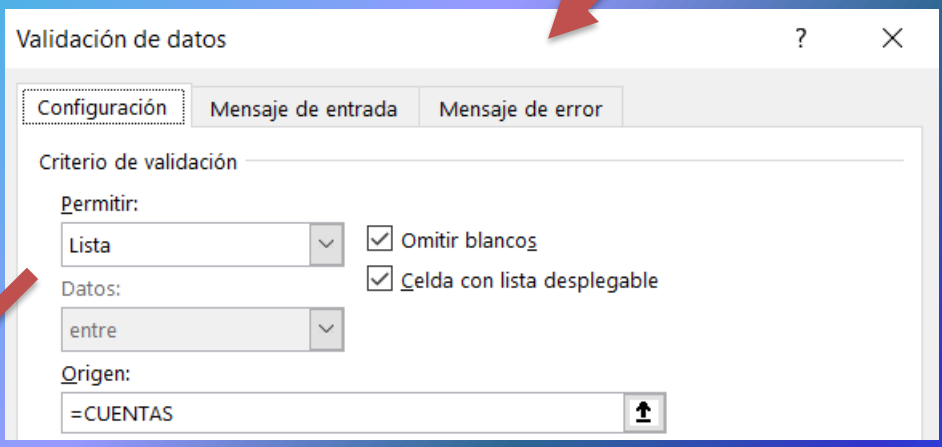 Validación de datos ?
Configuración Mensaje de entrada Mensaje de error
Criterio de validación
Permitir:
Lista
Omitir blancos
Celda con lista desplegable
Datos:
entre
Origen:
=CUENTAS